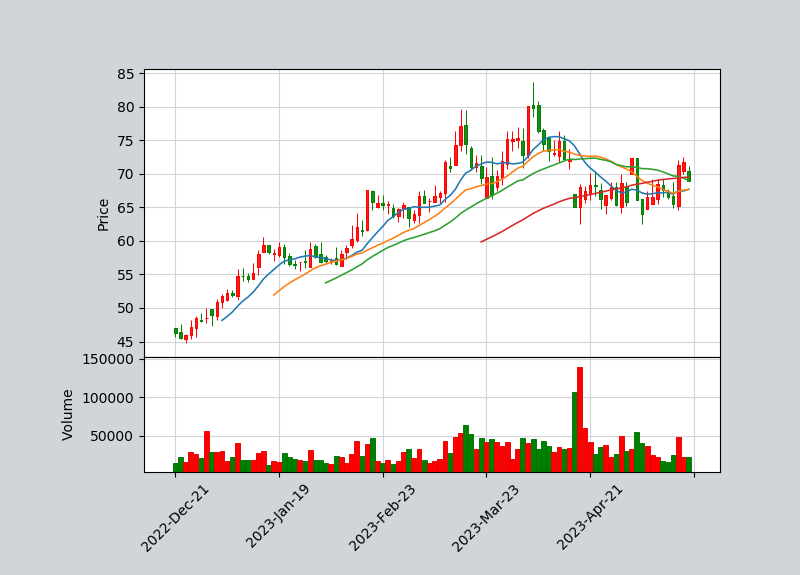 85
80
75
70
65
60
55
50
45
Price
150000
100000
50000
Volume
2022-Dec-21
2023-Jan-19
2023-Feb-23
2023-Mar-23
2023-Apr-21